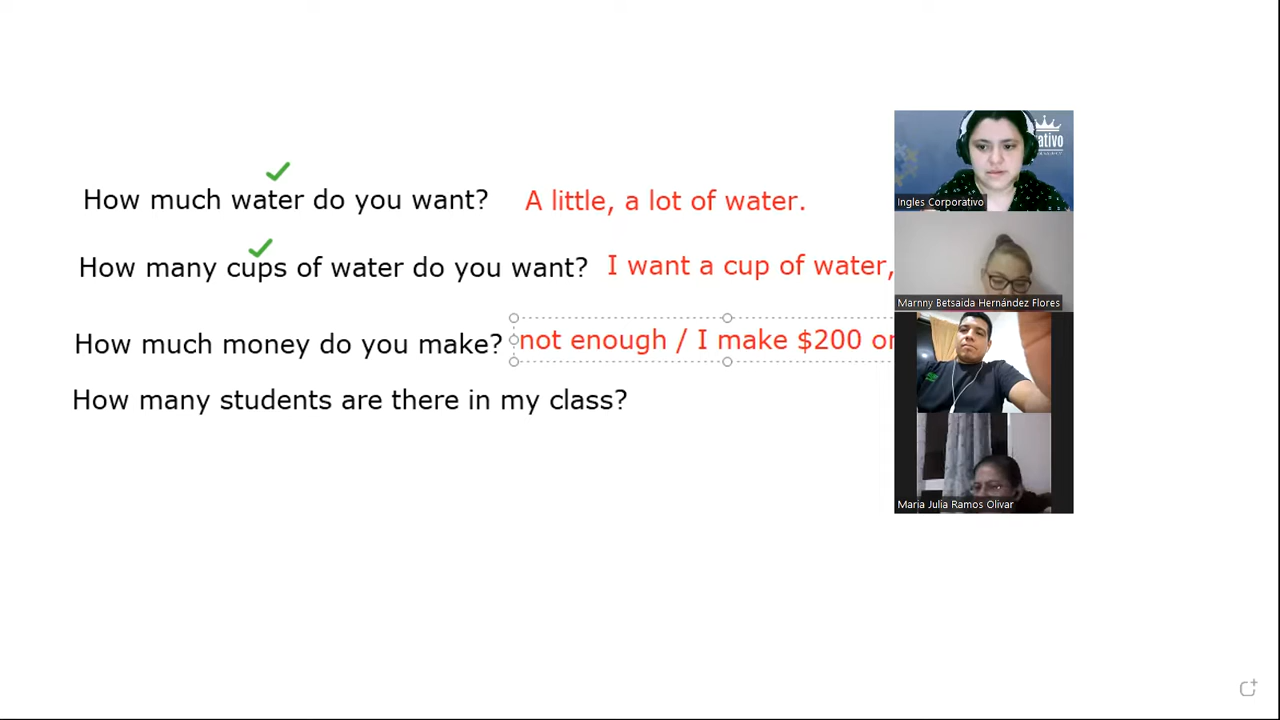 How much water do you want? A little, a lot of water.
How many cups of water do you want? I want a cup of water,
How much money do you make? not enough / I make $200
How many students are there in my class?
Ingles Corporativo
Marnny Betsaida Hernández Flores
Maria Julia Ramos Olivar